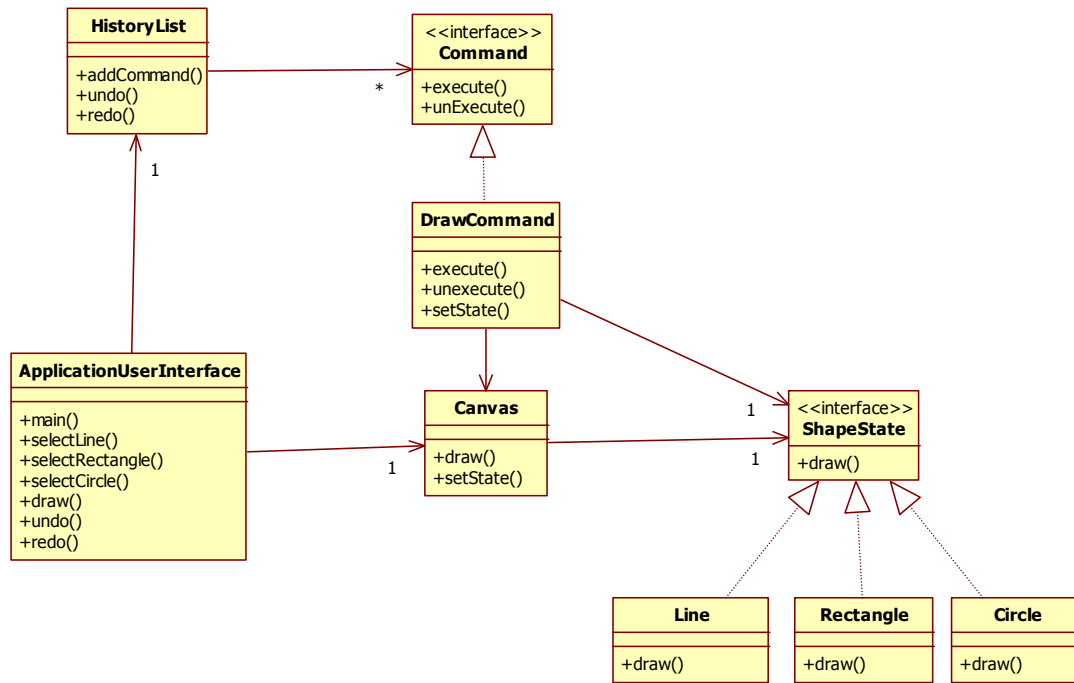 HistoryList
+addCommand()
+undo()
+redo()
<<interface>>
Command
+execute()
+unExecute()
*
1
DrawCommand
+execute()
+unexecute()
+setState()
ApplicationUserInterface
+main()
+selectLine()
+selectRectangle()
+selectCircle()
+draw()
+undo()
+redo()
1
Canvas
+draw()
+setState()
1
1
<<interface>>
ShapeState
+draw()
Line
+draw()
Rectangle
+draw()
Circle
+draw()